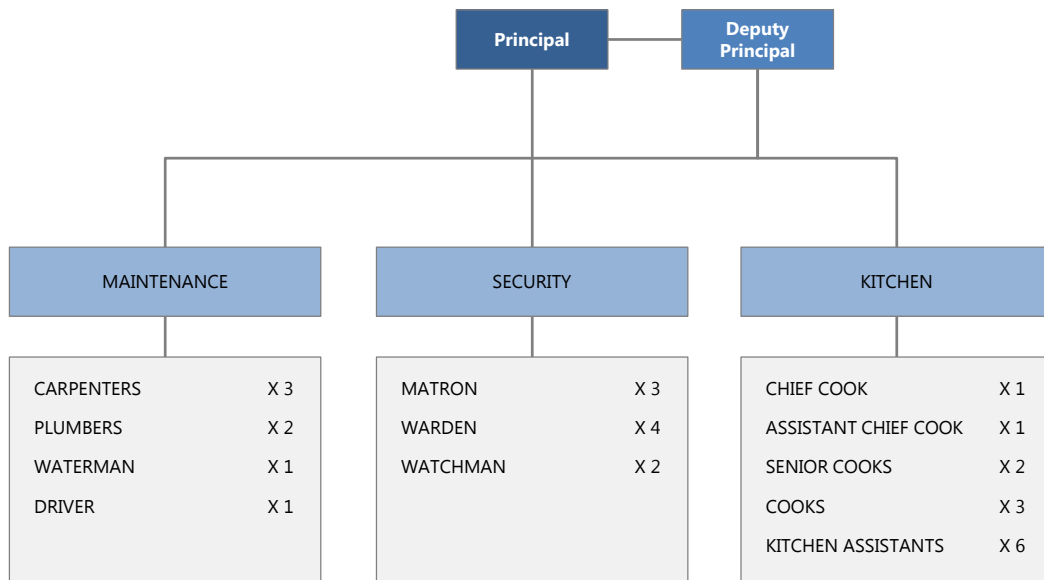 Principal
Deputy
Principal
MAINTENANCE
SECURITY
KITCHEN
CARPENTERS X 3
PLUMBERS X 2
WATERMAN X 1
DRIVER X 1
MATRON X 3
WARDEN X 4
WATCHMAN X 2
CHIEF COOK X 1
ASSISTANT CHIEF COOK X 1
SENIOR COOKS X 2
COOKS X 3
KITCHEN ASSISTANTS X 6